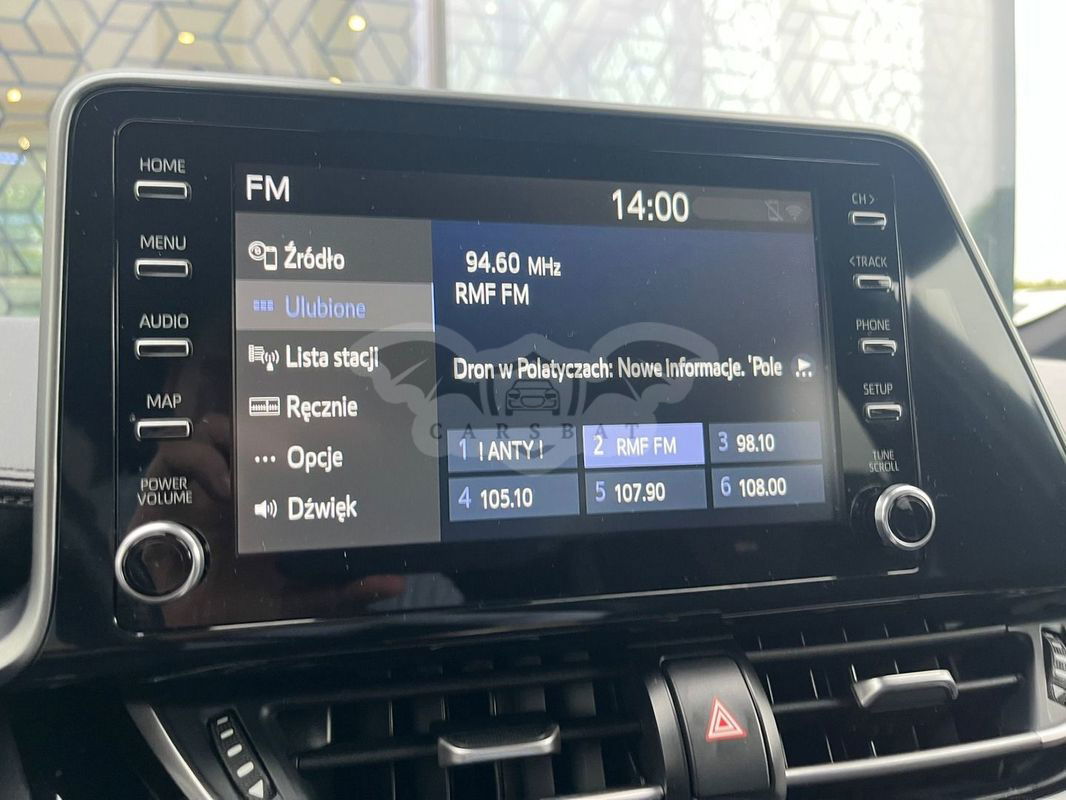 HOME
MENU
AUDIO
MAP
POWER
VOLUME
FM
14:00
Źródło
Ulubione
Lista stacji
Ręcznie
Opcje
Dźwięk
94.60 MHz
RMF FM
Dron w Polatyczach: Nowe Informacje. 'Pole
CARSBAT
1 ! ANTY !
2 RMF FM
3 98.10
4 105.10
5 107.90
6 108.00
CH >
< TRACK
PHONE
SETUP
TUNE
SCROLL